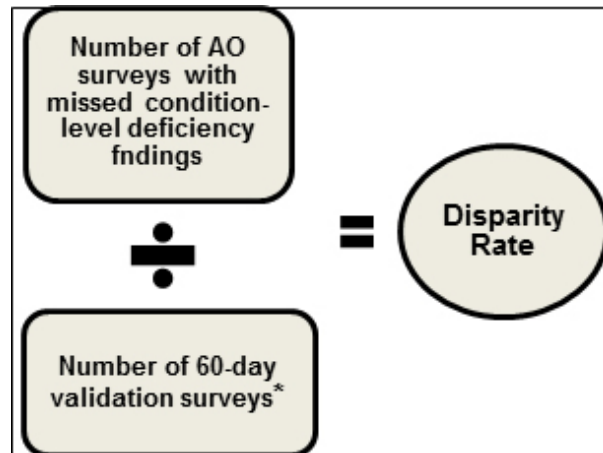 Number of AO
surveys with
missed condition-
level deficiency
fndings
÷
=
Disparity
Rate
Number of 60-day
validation surveys*